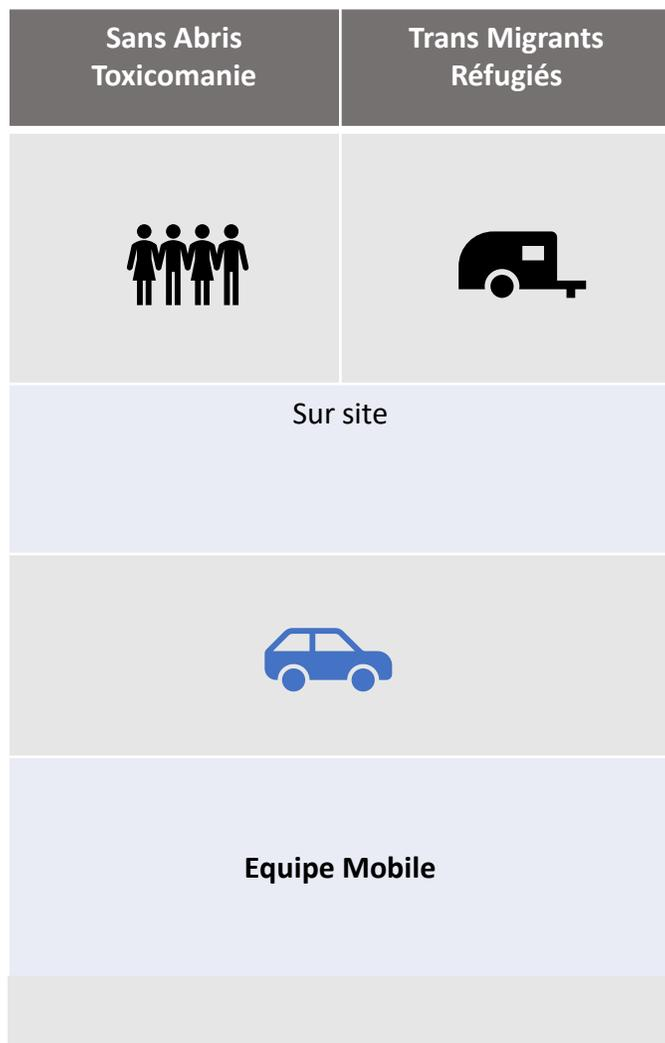 Sans Abris
Toxicomanie
Trans Migrants
Réfugiés
Sur site
Equipe Mobile